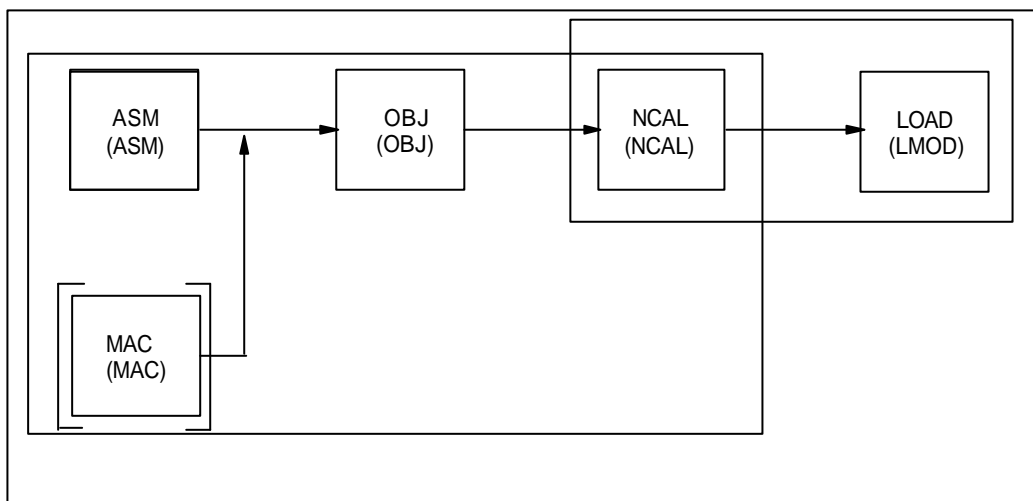 ASM
(ASM)
OBJ
(OBJ)
NCAL
(NCAL)
LOAD
(LMOD)
MAC
(MAC)